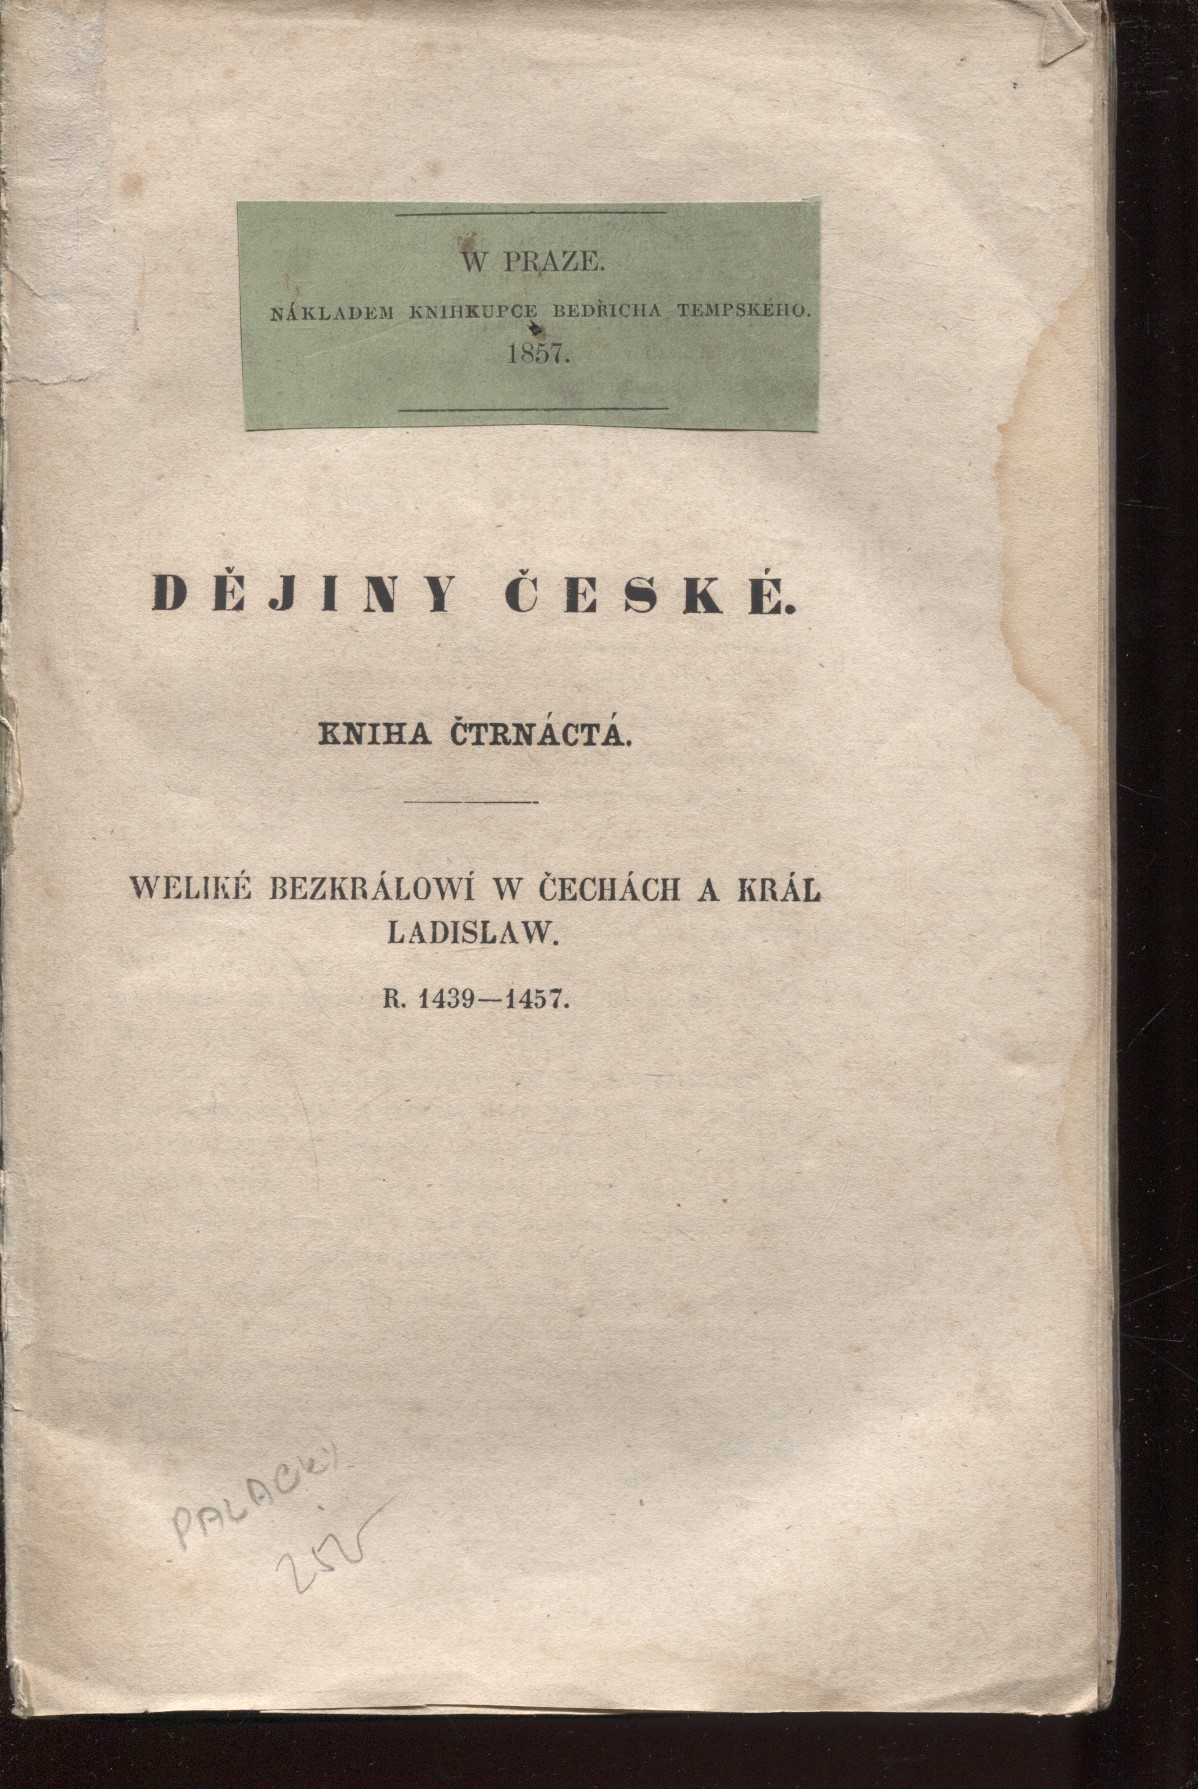 W PRAZE.
NÁKLADEM KNIHKUPCE BEDŘICHA TEMPSKÉHO.
1857.
DĚJINY ČESKÉ.
KNIHA ČTRNÁCTÁ.
WELIKÉ BEZKRÁLOWÍ W ČECHÁCH A KRÁL
LADISLAW.
R. 1439—1457.
PALACKÝ